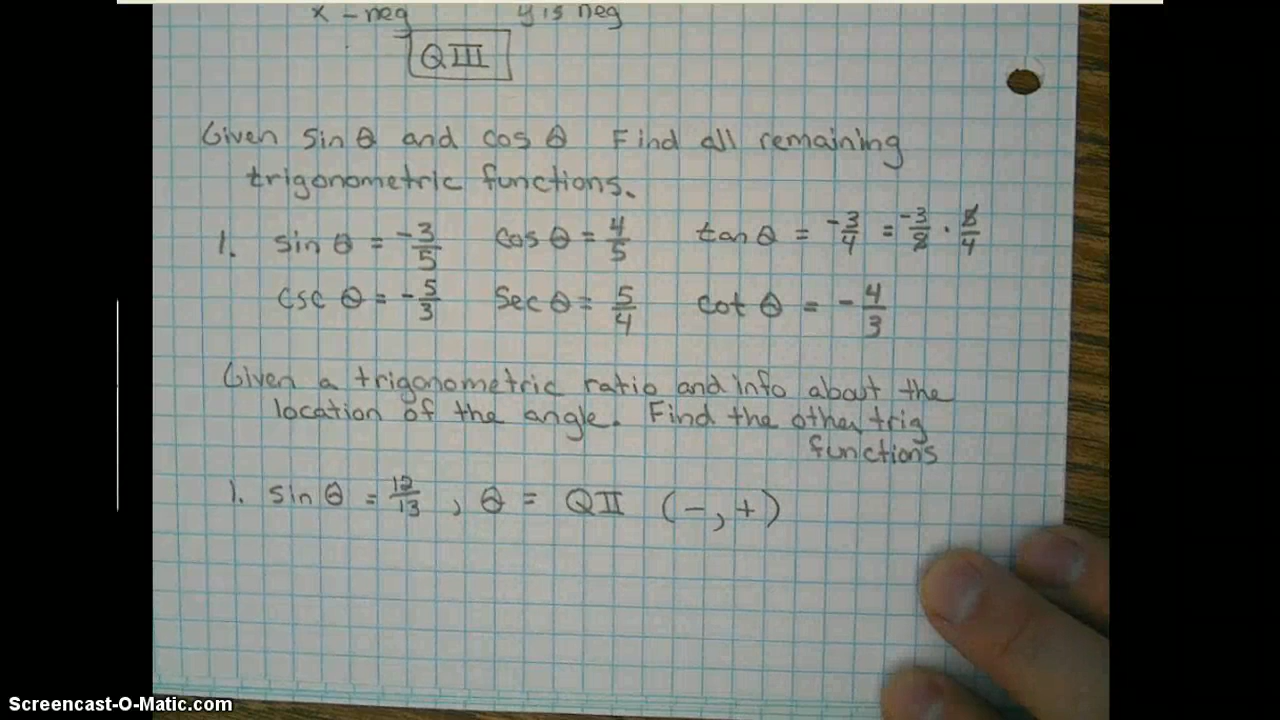 x - neg y is neg
QIII
Given sin θ and cos θ Find all remaining
trigonometric functions.
1. sin θ = -3/5 cos θ = 4/5 tan θ = -3/4 = -3/8 · 8/4
csc θ = -5/3 sec θ = 5/4 cot θ = -4/3
Given a trigonometric ratio and info about the
location of the angle. Find the other trig
functions
1. sin θ = 12/13, θ = QII (-, +)
Screencast-O-Matic.com